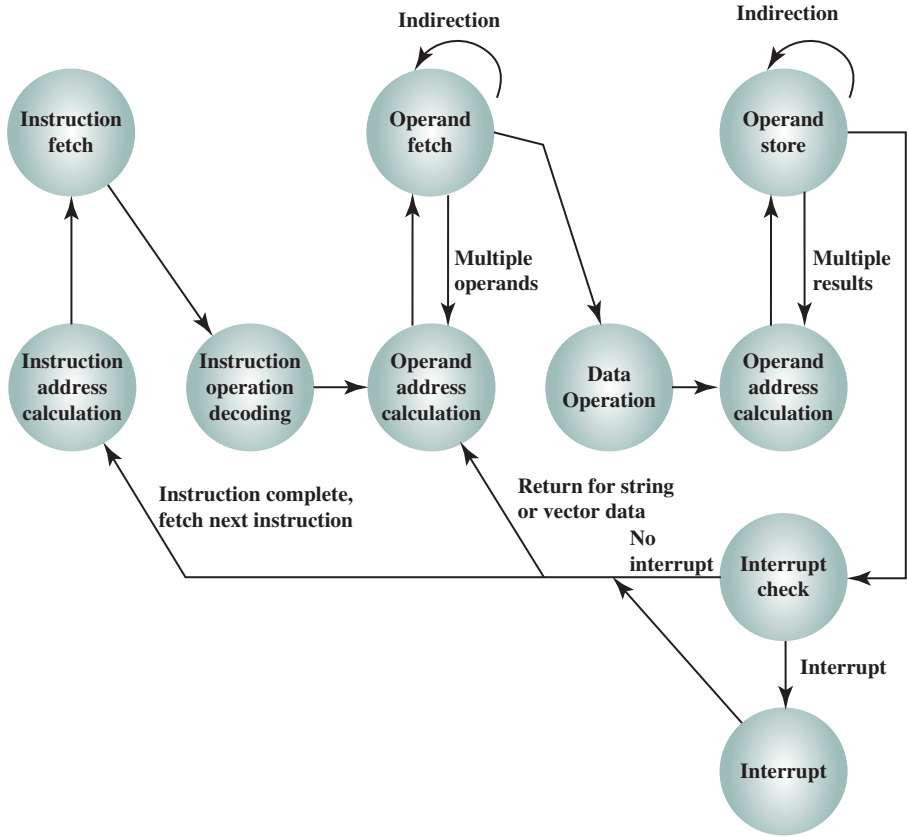 Indirection
Indirection
Instruction
fetch
Operand
fetch
Operand
store
Multiple
operands
Multiple
results
Instruction
address
calculation
Instruction
operation
decoding
Operand
address
calculation
Data
Operation
Operand
address
calculation
Instruction complete,
fetch next instruction
Return for string
or vector data
No
interrupt
Interrupt
check
Interrupt
Interrupt